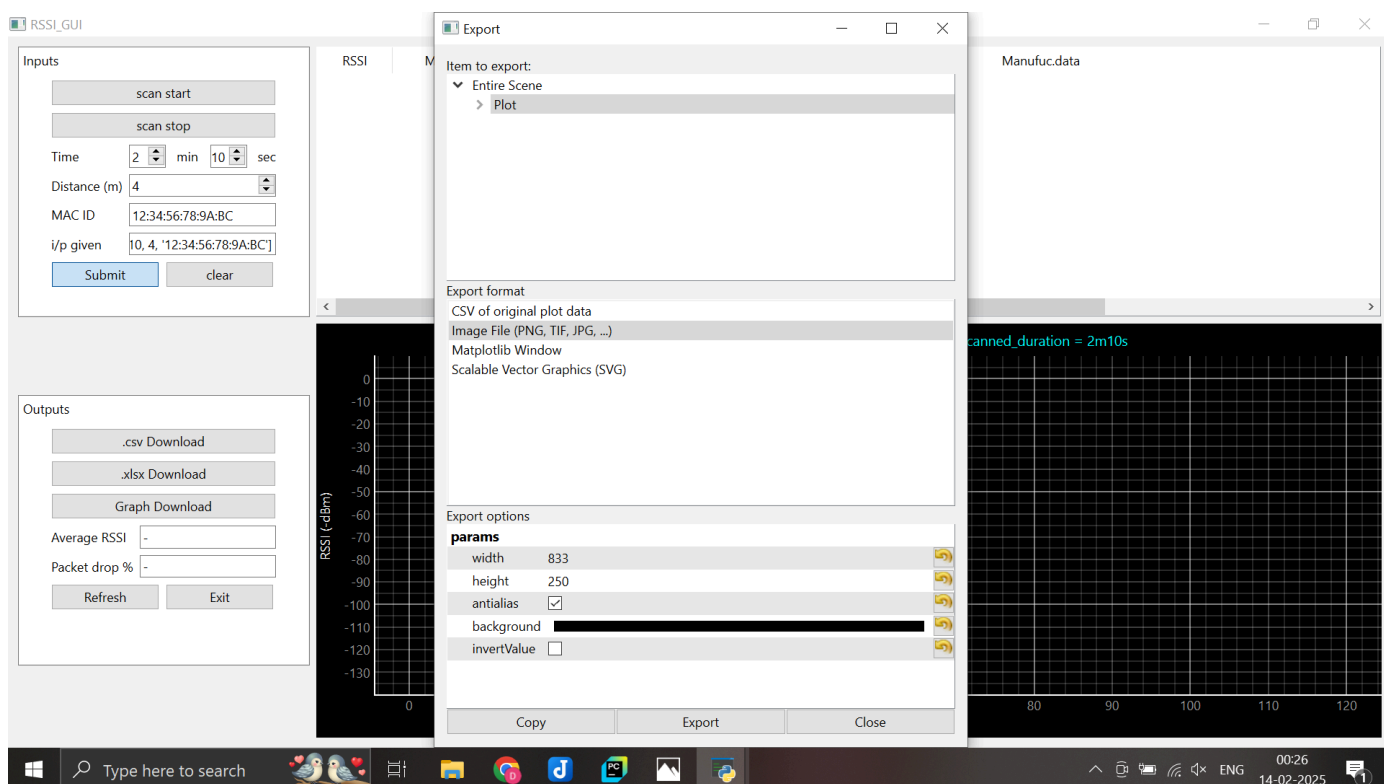 RSSI_GUI
Export
Inputs
scan start
scan stop
Time 2 min 10 sec
Distance (m) 4
MAC ID 12:34:56:78:9A:BC
i/p given 10, 4, '12:34:56:78:9A:BC']
Submit clear
RSSI M
Manufuc.data
Item to export:
Entire Scene
Plot
Export format
CSV of original plot data
Image File (PNG, TIF, JPG, ...)
Matplotlib Window
Scalable Vector Graphics (SVG)
Export options
params
width 833
height 250
antialias
background
invertValue
Copy Export Close
canned_duration = 2m10s
RSSI (-dBm)
0
-10
-20
-30
-40
-50
-60
-70
-80
-90
-100
-110
-120
-130
0 80 90 100 110 120
Outputs
.csv Download
.xlsx Download
Graph Download
Average RSSI -
Packet drop % -
Refresh Exit
Type here to search
PC
ENG
00:26
14-02-2025
1